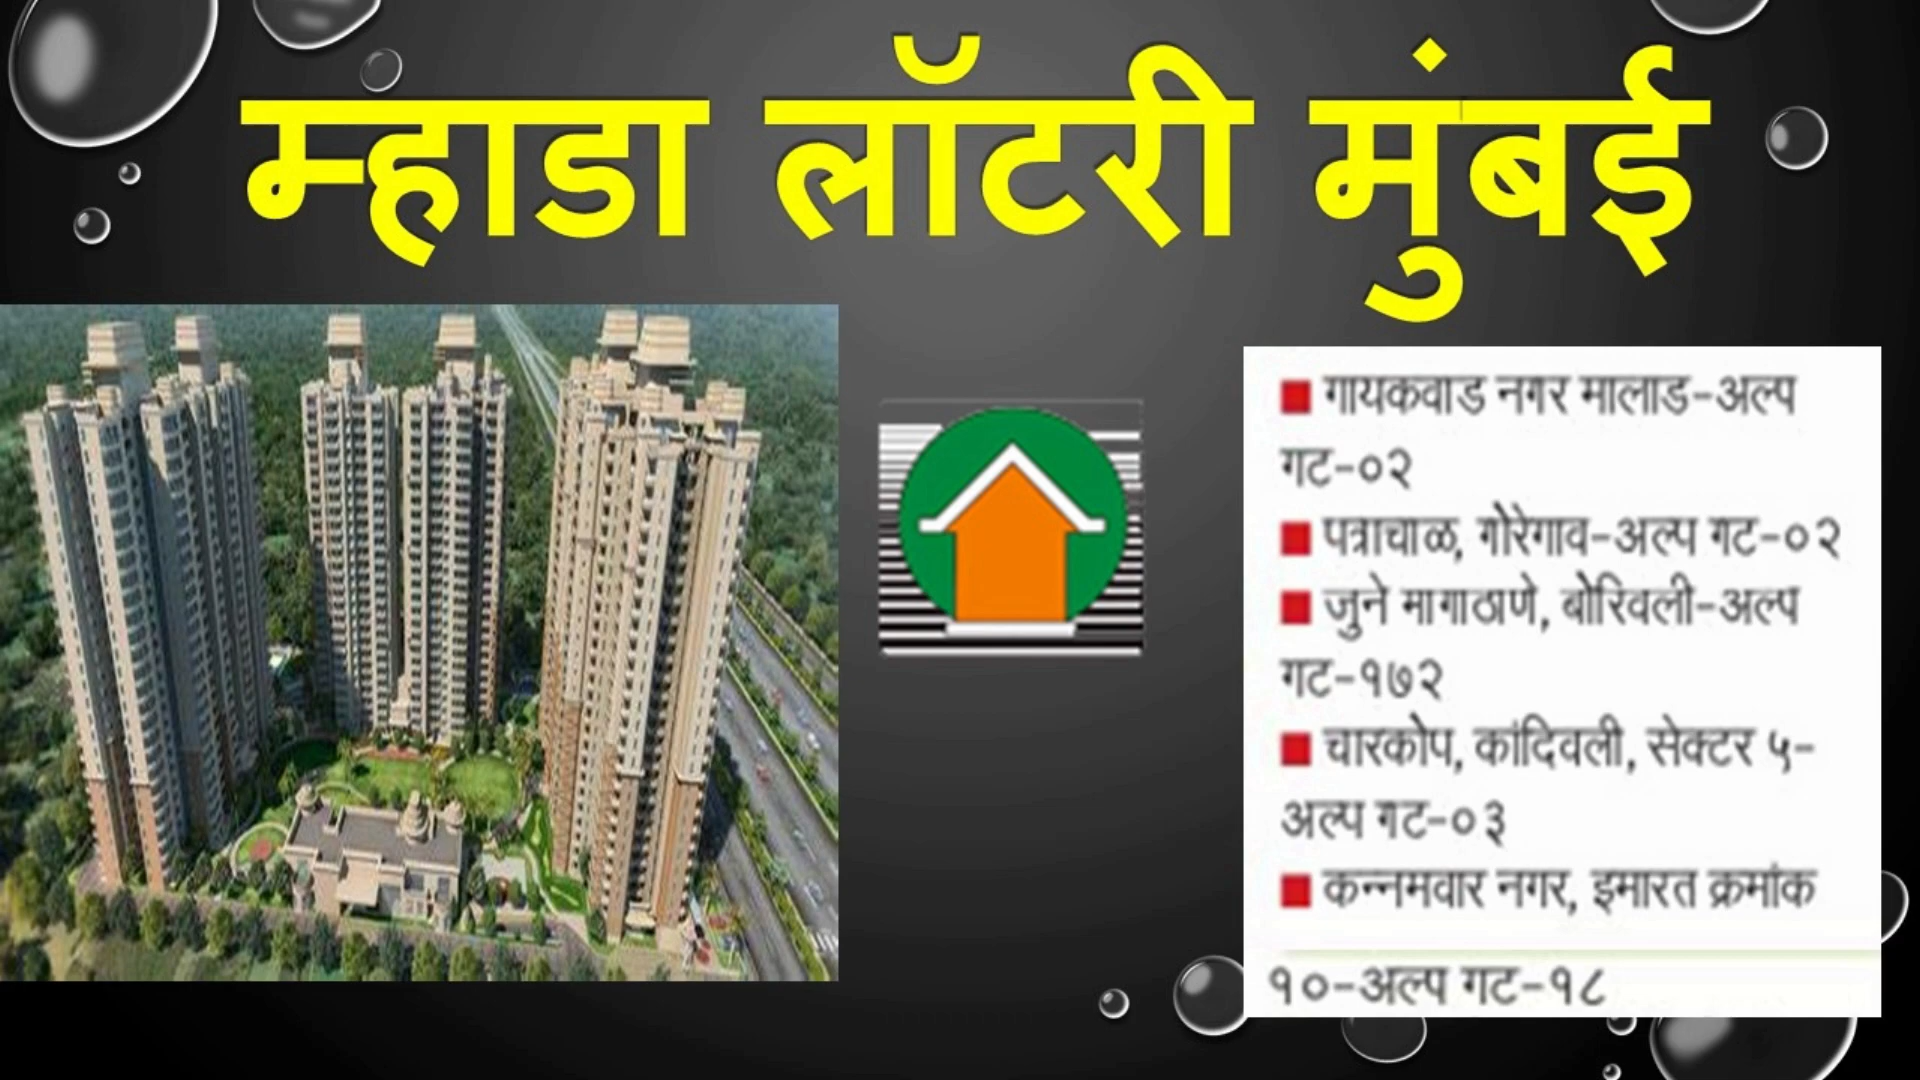 म्हाडा लॉटरी मुंबई
गायकवाड नगर मालाड-अल्प
गट-०२
पत्राचाळ, गोरेगाव-अल्प गट-०२
जुने मागाठाणे, बोरिवली-अल्प
गट-१७२
चारकोप, कांदिवली, सेक्टर ५-
अल्प गट-०३
कन्नमवार नगर, इमारत क्रमांक
१०-अल्प गट-१८